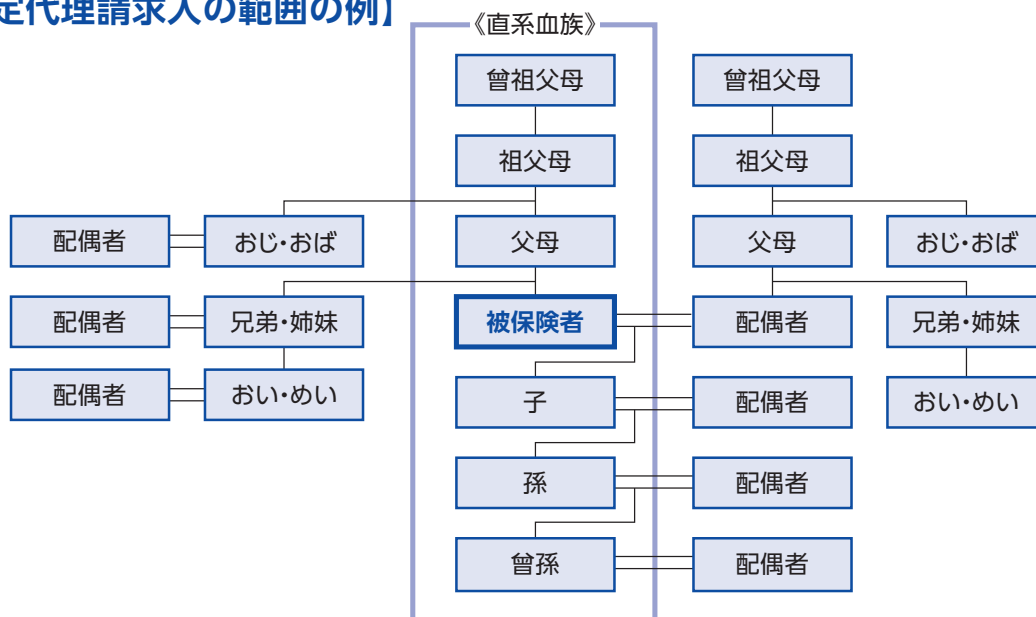 定代理請求人の範囲の例】
《直系血族》
曾祖父母
曾祖父母
祖父母
祖父母
配偶者
おじ・おば
父母
父母
おじ・おば
配偶者
兄弟・姉妹
被保険者
配偶者
兄弟・姉妹
配偶者
おい・めい
子
配偶者
おい・めい
孫
配偶者
曾孫
配偶者